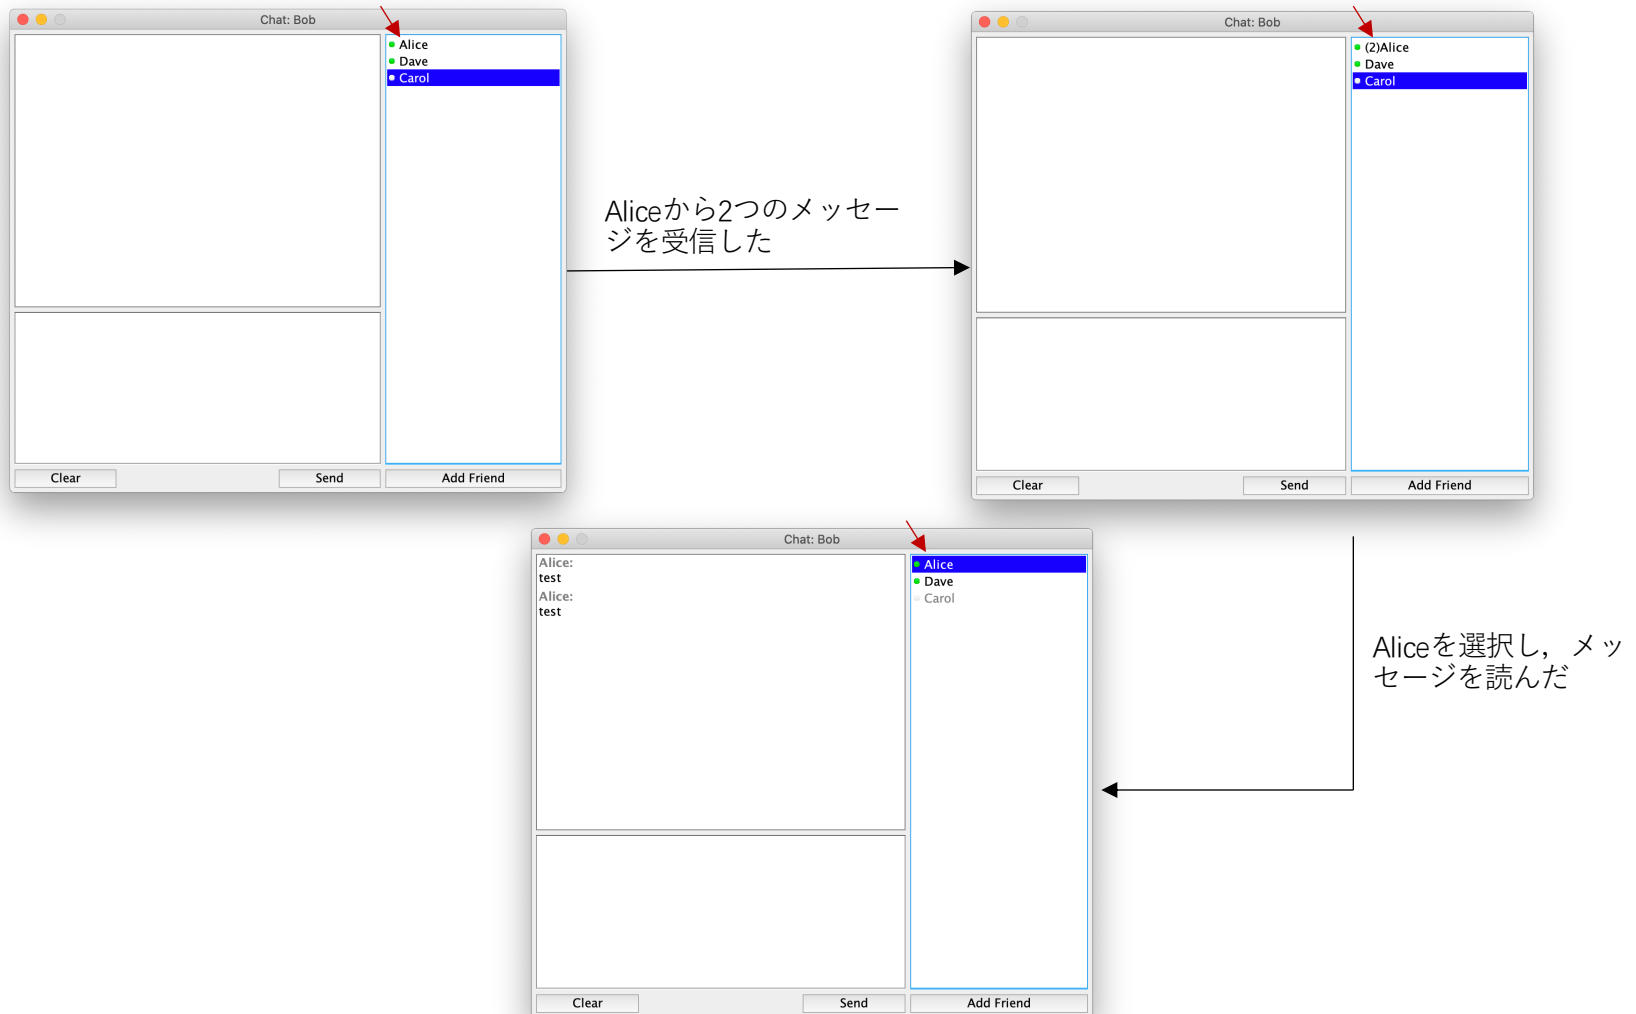 Chat: Bob
Alice
Dave
Carol
Clear
Send
Add Friend
Aliceから2つのメッセー
ジを受信した
Chat: Bob
(2)Alice
Dave
Carol
Clear
Send
Add Friend
Aliceを選択し，メッ
セージを読んだ
Chat: Bob
Alice:
test
Alice:
test
Alice
Dave
Carol
Clear
Send
Add Friend